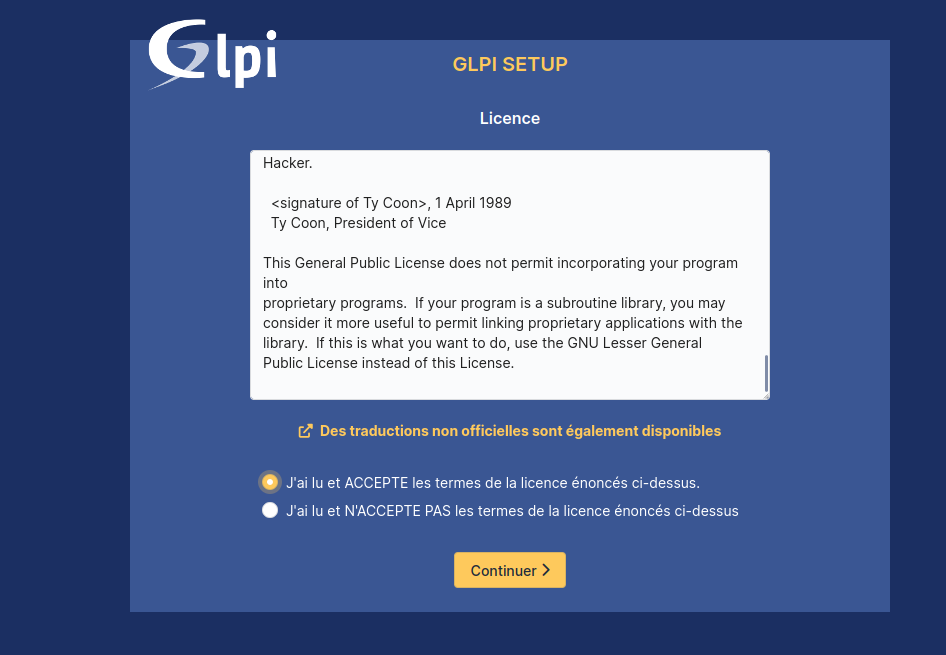 Glpi
GLPI SETUP
Licence
Hacker.
<signature of Ty Coon>, 1 April 1989
Ty Coon, President of Vice
This General Public License does not permit incorporating your program
into
proprietary programs.  If your program is a subroutine library, you may
consider it more useful to permit linking proprietary applications with the
library.  If this is what you want to do, use the GNU Lesser General
Public License instead of this License.
Des traductions non officielles sont également disponibles
J'ai lu et ACCEPTE les termes de la licence énoncés ci-dessus.
J'ai lu et N'ACCEPTE PAS les termes de la licence énoncés ci-dessus
Continuer